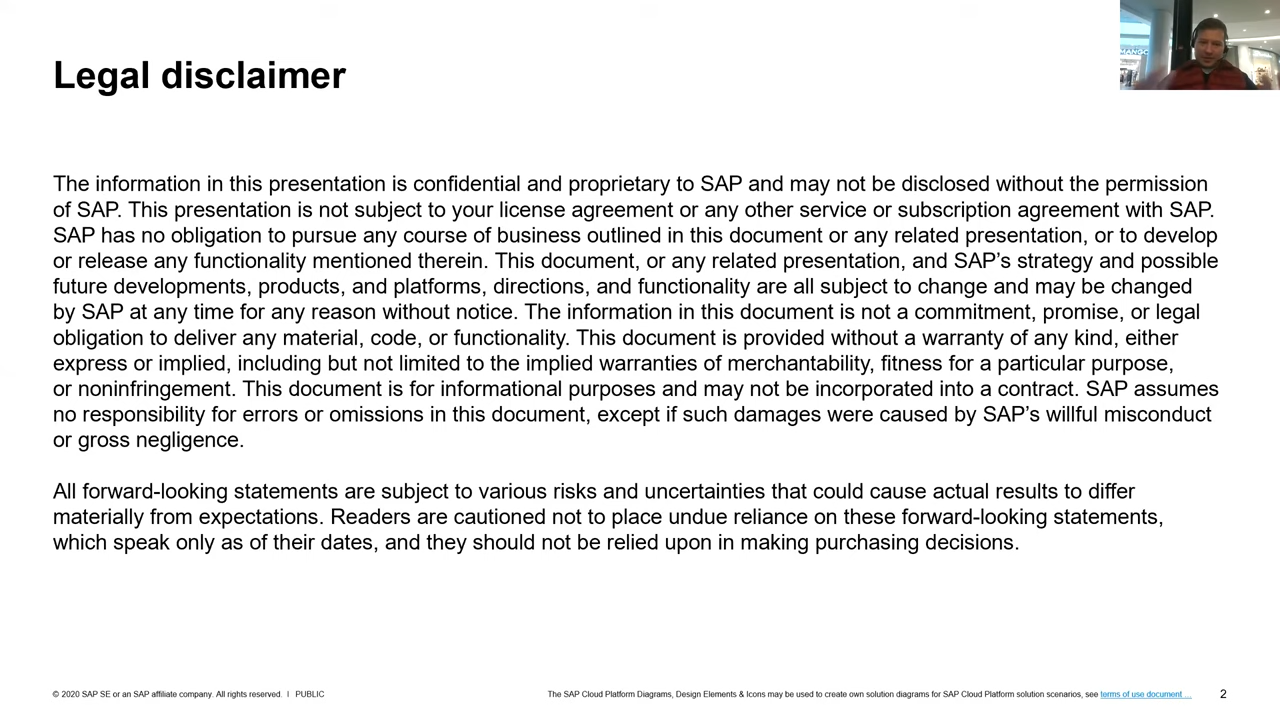 Legal disclaimer
MANGO
The information in this presentation is confidential and proprietary to SAP and may not be disclosed without the permission
of SAP. This presentation is not subject to your license agreement or any other service or subscription agreement with SAP.
SAP has no obligation to pursue any course of business outlined in this document or any related presentation, or to develop
or release any functionality mentioned therein. This document, or any related presentation, and SAP’s strategy and possible
future developments, products, and platforms, directions, and functionality are all subject to change and may be changed
by SAP at any time for any reason without notice. The information in this document is not a commitment, promise, or legal
obligation to deliver any material, code, or functionality. This document is provided without a warranty of any kind, either
express or implied, including but not limited to the implied warranties of merchantability, fitness for a particular purpose,
or noninfringement. This document is for informational purposes and may not be incorporated into a contract. SAP assumes
no responsibility for errors or omissions in this document, except if such damages were caused by SAP’s willful misconduct
or gross negligence.
All forward-looking statements are subject to various risks and uncertainties that could cause actual results to differ
materially from expectations. Readers are cautioned not to place undue reliance on these forward-looking statements,
which speak only as of their dates, and they should not be relied upon in making purchasing decisions.
© 2020 SAP SE or an SAP affiliate company. All rights reserved. I PUBLIC
The SAP Cloud Platform Diagrams, Design Elements & Icons may be used to create own solution diagrams for SAP Cloud Platform solution scenarios, see terms of use document ...
2